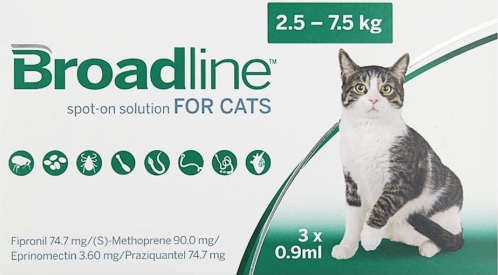 2.5 – 7.5 kg
Broadline™
spot-on solution FOR CATS
3 x
0.9ml
Fipronil 74.7 mg/(S)-Methoprene 90.0 mg/
Eprinomectin 3.60 mg/Praziquantel 74.7 mg